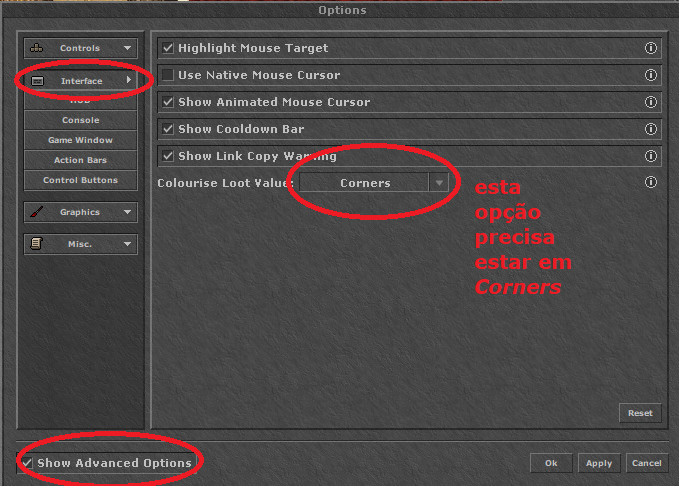 Options
Controls
Interface
HUD
Console
Game Window
Action Bars
Control Buttons
Graphics
Misc.
Highlight Mouse Target
Use Native Mouse Cursor
Show Animated Mouse Cursor
Show Cooldown Bar
Show Link Copy Warning
Colourise Loot Value:
Corners
esta
opção
precisa
estar em
Corners
Reset
Show Advanced Options
Ok
Apply
Cancel